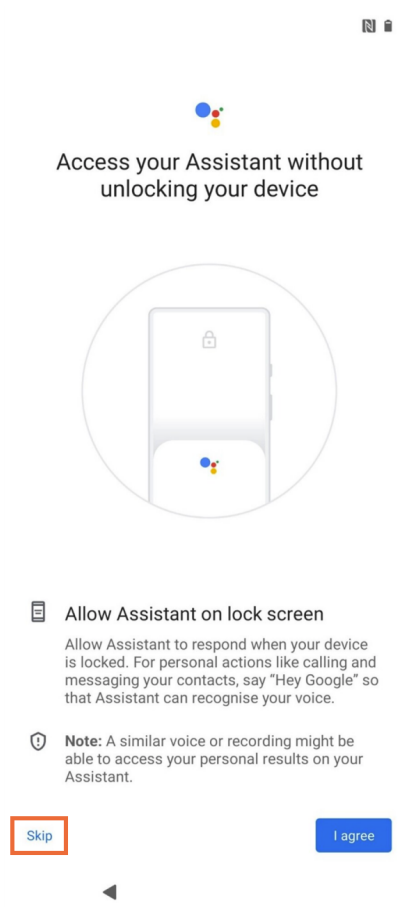 Access your Assistant without
unlocking your device
Allow Assistant on lock screen
Allow Assistant to respond when your device
is locked. For personal actions like calling and
messaging your contacts, say “Hey Google” so
that Assistant can recognise your voice.
Note: A similar voice or recording might be
able to access your personal results on your
Assistant.
Skip
I agree